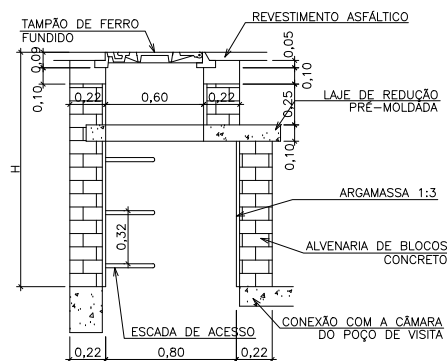 TAMPÃO DE FERRO
FUNDIDO
REVESTIMENTO ASFÁLTICO
0,09
0,05
0,10
0,10
0,22
0,60
0,22
0,25
LAJE DE REDUÇÃO
PRÉ-MOLDADA
0,10
H
ARGAMASSA 1:3
0,32
ALVENARIA DE BLOCOS
CONCRETO
ESCADA DE ACESSO
CONEXÃO COM A CÂMARA
DO POÇO DE VISITA
0,22
0,80
0,22